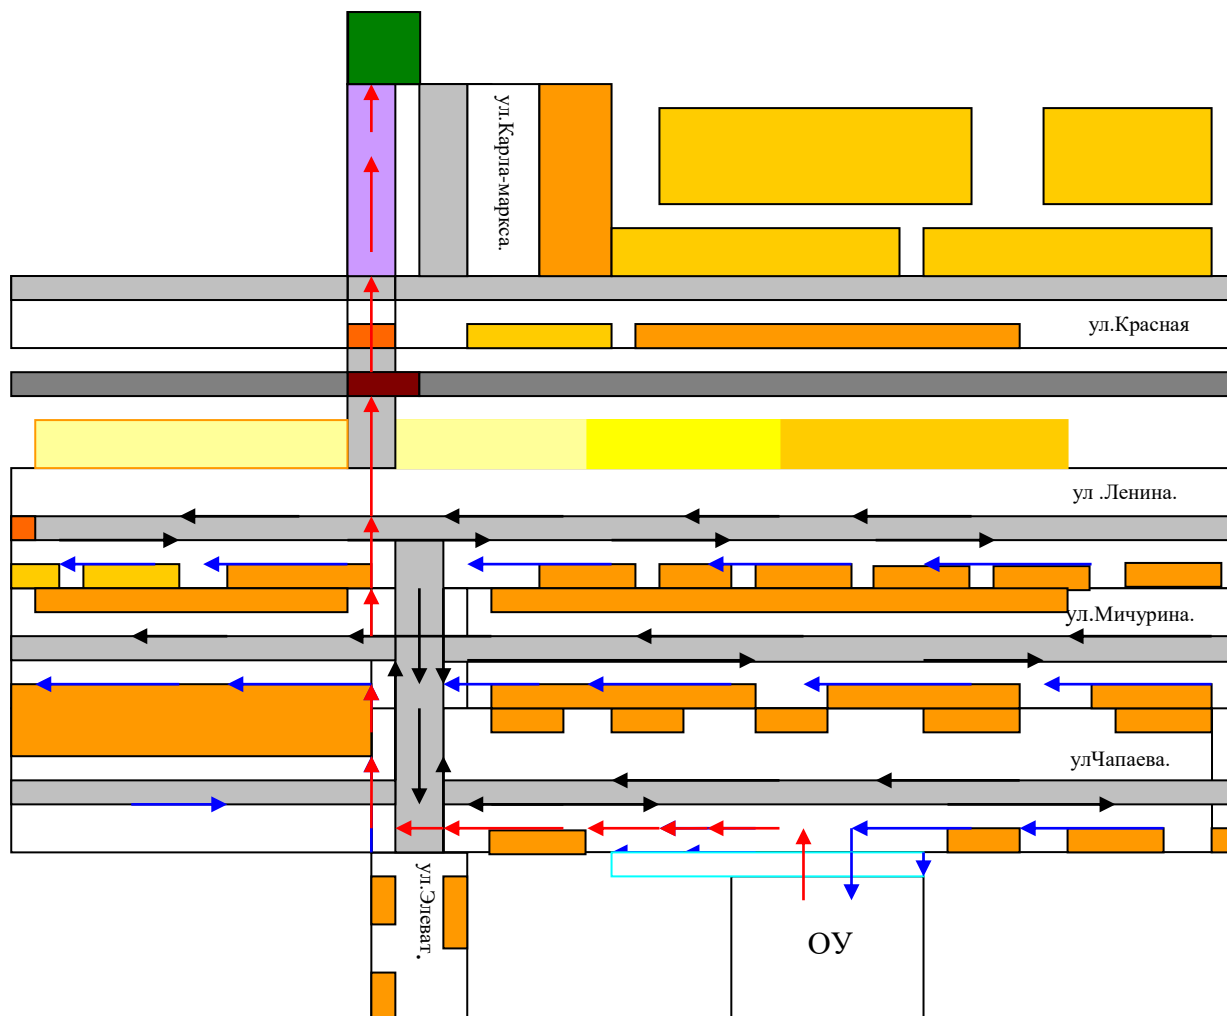 ул.Карла-маркса.
ул.Красная
ул .Ленина.
ул.Мичурина.
улЧапаева.
ул.Элеват.
ОУ